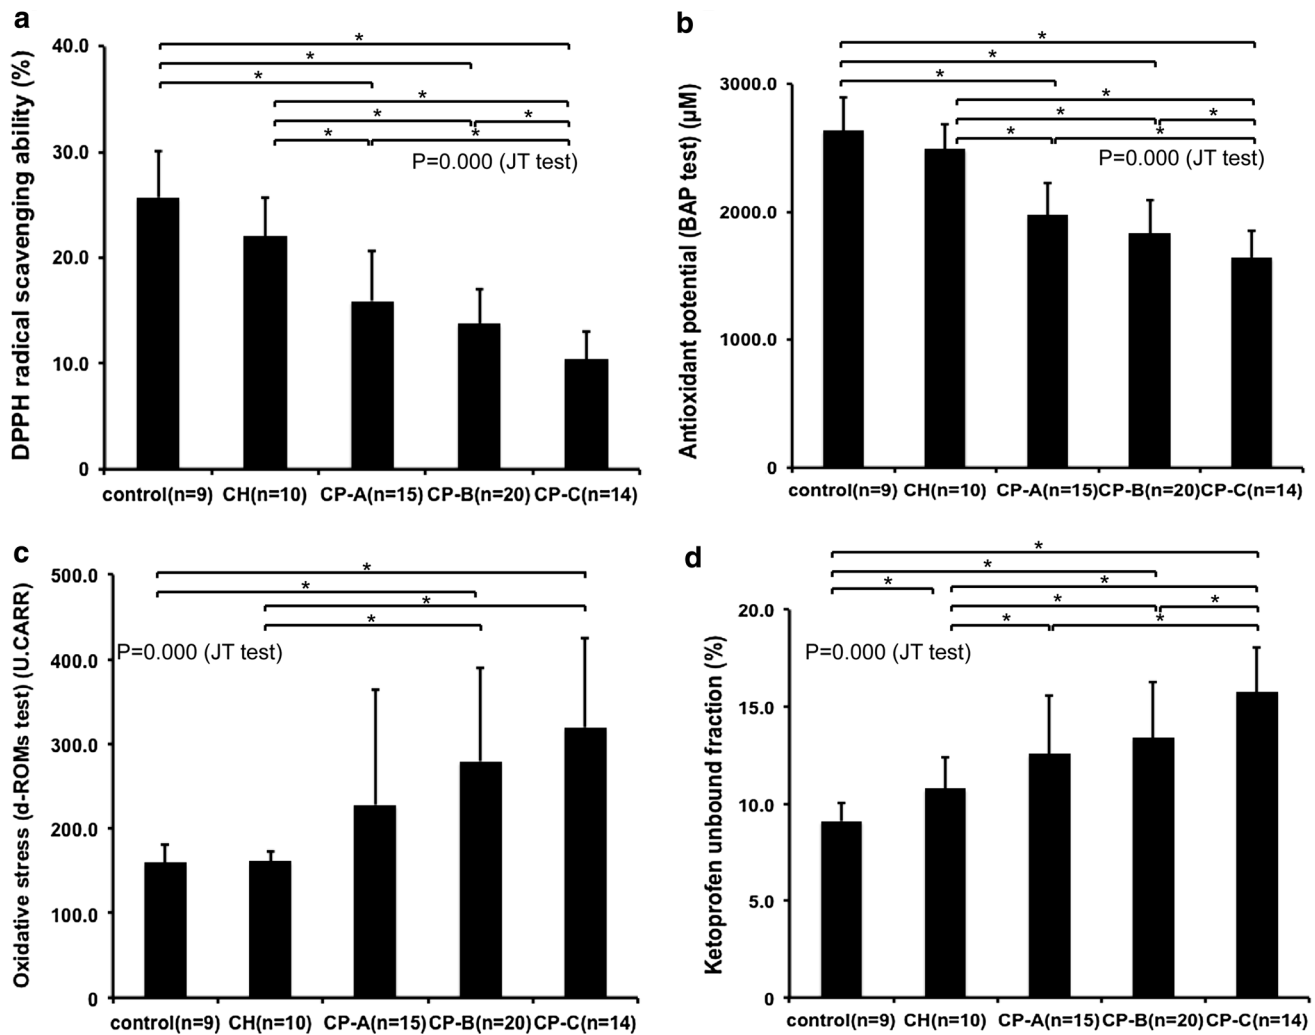 a
DPPH radical scavenging ability (%)
40.0
30.0
20.0
10.0
0
* * * * * * * *
P=0.000 (JT test)
control(n=9) CH(n=10) CP-A(n=15) CP-B(n=20) CP-C(n=14)
b
Antioxidant potential (BAP test) (μM)
3000.0
2000.0
1000.0
0
* * * * * * * *
P=0.000 (JT test)
control(n=9) CH(n=10) CP-A(n=15)CP-B(n=20)CP-C(n=14)
c
Oxidative stress (d-ROMs test) (U.CARR)
500.0
400.0
300.0
200.0
100.0
0
* * * *
P=0.000 (JT test)
control(n=9) CH(n=10) CP-A(n=15)CP-B(n=20)CP-C(n=14)
d
Ketoprofen unbound fraction (%)
20.0
15.0
10.0
5.0
0
* * * * * * * *
P=0.000 (JT test)
control(n=9) CH(n=10) CP-A(n=15)CP-B(n=20)CP-C(n=14)